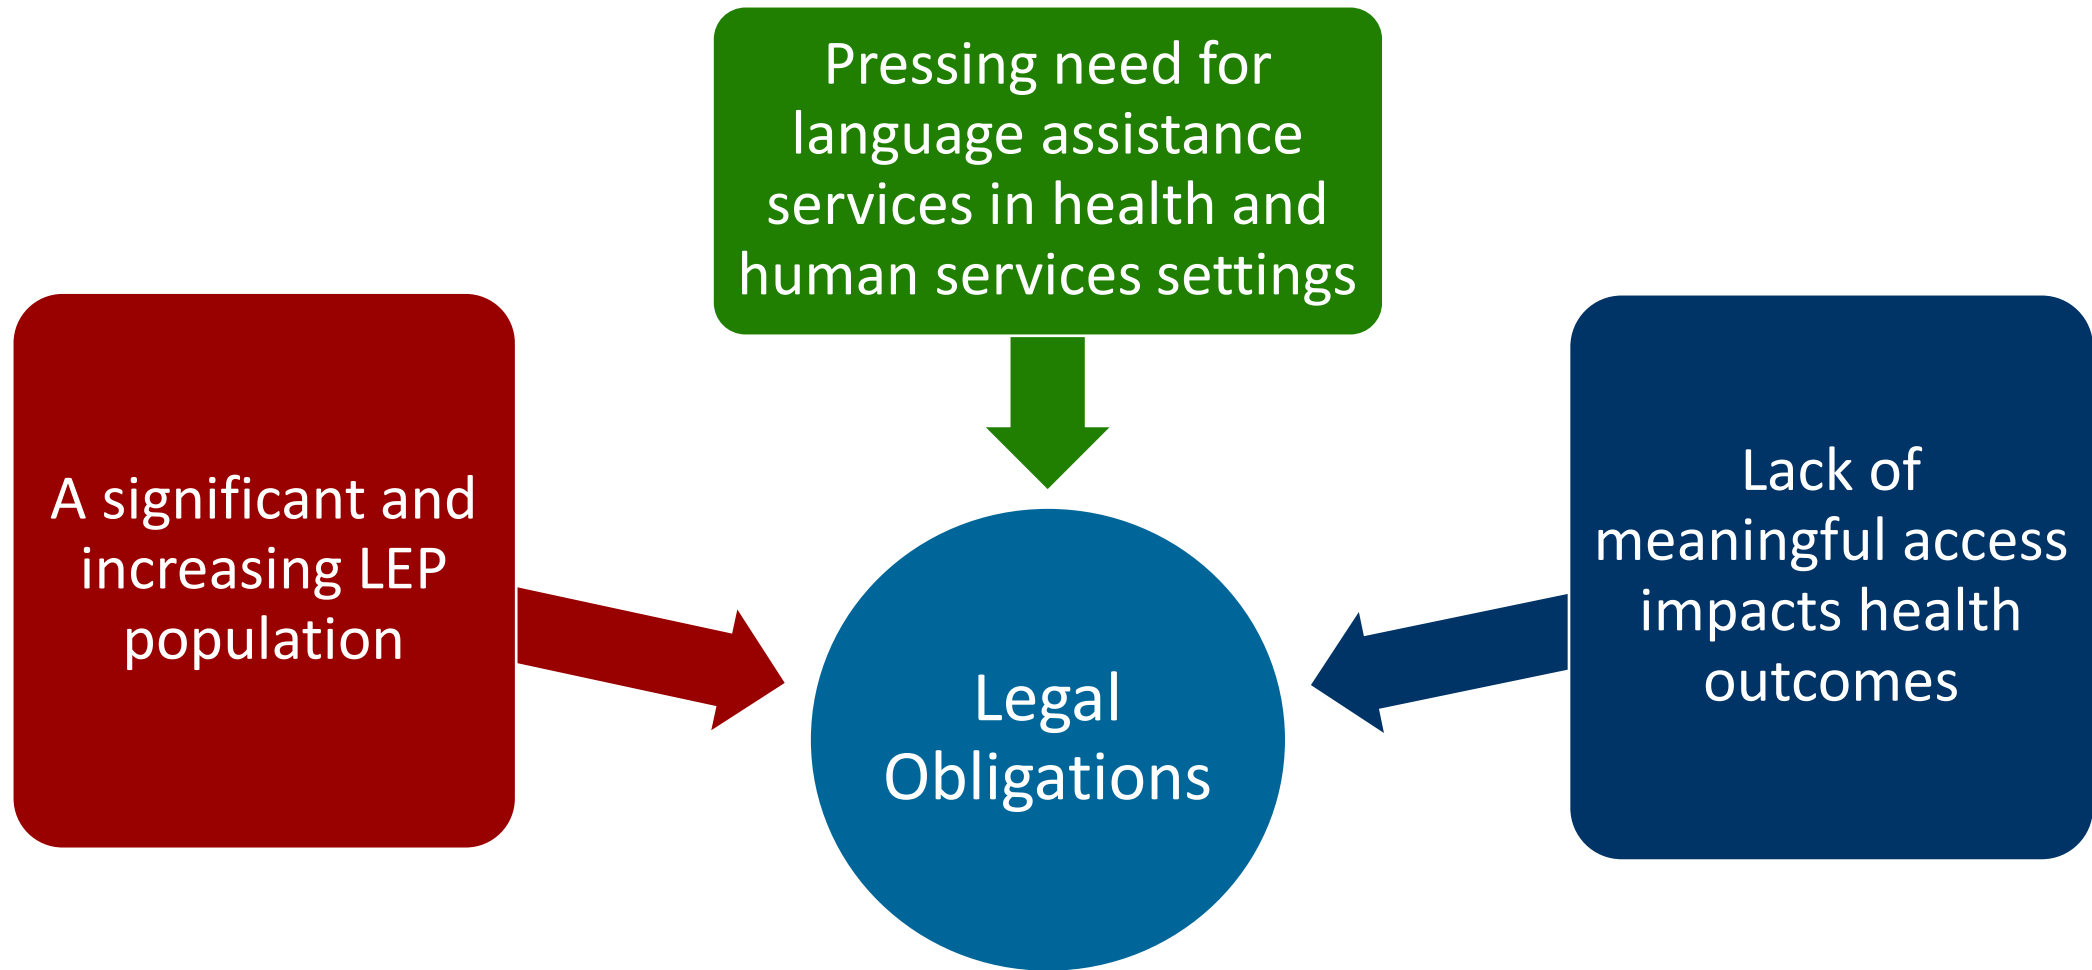 Pressing need for
language assistance
services in health and
human services settings
A significant and
increasing LEP
population
Lack of
meaningful access
impacts health
outcomes
Legal
Obligations